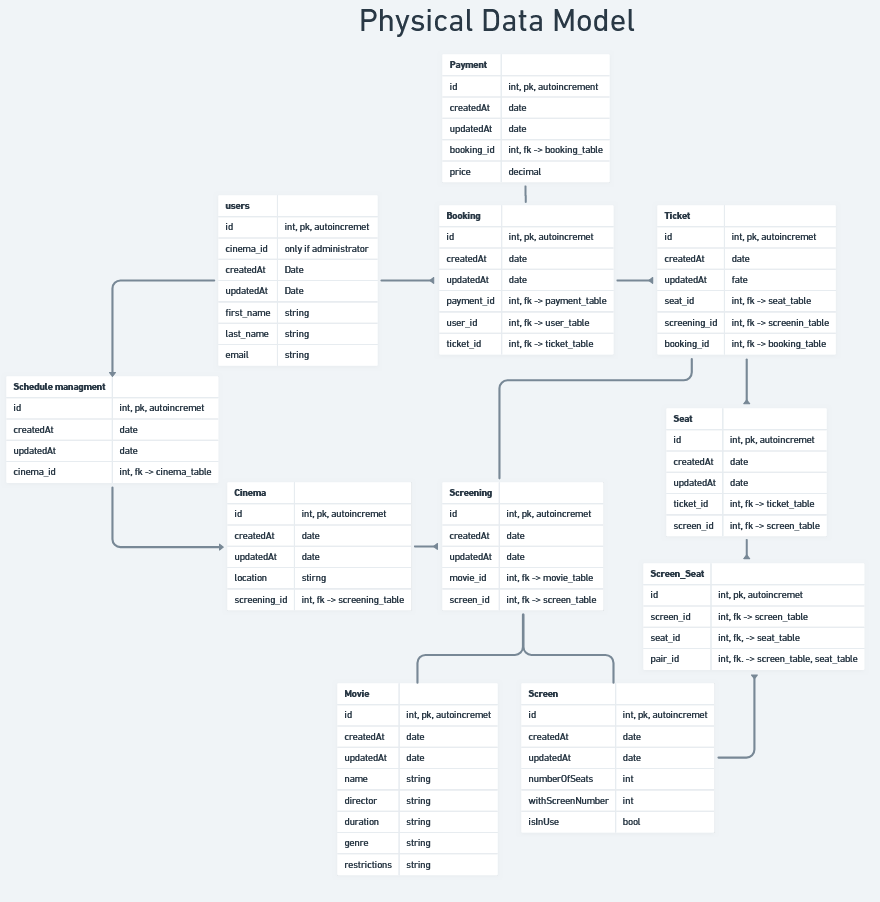 Physical Data Model
Payment
id int, pk, autoincrement
createdAt date
updatedAt date
booking_id int, fk -> booking_table
price decimal
users
id int, pk, autoincremet
cinema_id only if administrator
createdAt Date
updatedAt Date
first_name string
last_name string
email string
Booking
id int, pk, autoincremet
createdAt date
updatedAt date
payment_id int, fk -> payment_table
user_id int, fk -> user_table
ticket_id int, fk -> ticket_table
Ticket
id int, pk, autoincremet
createdAt date
updatedAt fate
seat_id int, fk -> seat_table
screening_id int, fk -> screenin_table
booking_id int, fk -> booking_table
Schedule managment
id int, pk, autoincremet
createdAt date
updatedAt date
cinema_id int, fk -> cinema_table
Seat
id int, pk, autoincremet
createdAt date
updatedAt date
ticket_id int, fk -> ticket_table
screen_id int, fk -> screen_table
Cinema
id int, pk, autoincremet
createdAt date
updatedAt date
location stirng
screening_id int, fk -> screening_table
Screening
id int, pk, autoincremet
createdAt date
updatedAt date
movie_id int, fk -> movie_table
screen_id int, fk -> screen_table
Screen_Seat
id int, pk, autoincremet
screen_id int, fk -> screen_table
seat_id int, fk, -> seat_table
pair_id int, fk. -> screen_table, seat_table
Movie
id int, pk, autoincremet
createdAt date
updatedAt date
name string
director string
duration string
genre string
restrictions string
Screen
id int, pk, autoincremet
createdAt date
updatedAt date
numberOfSeats int
withScreenNumber int
isInUse bool